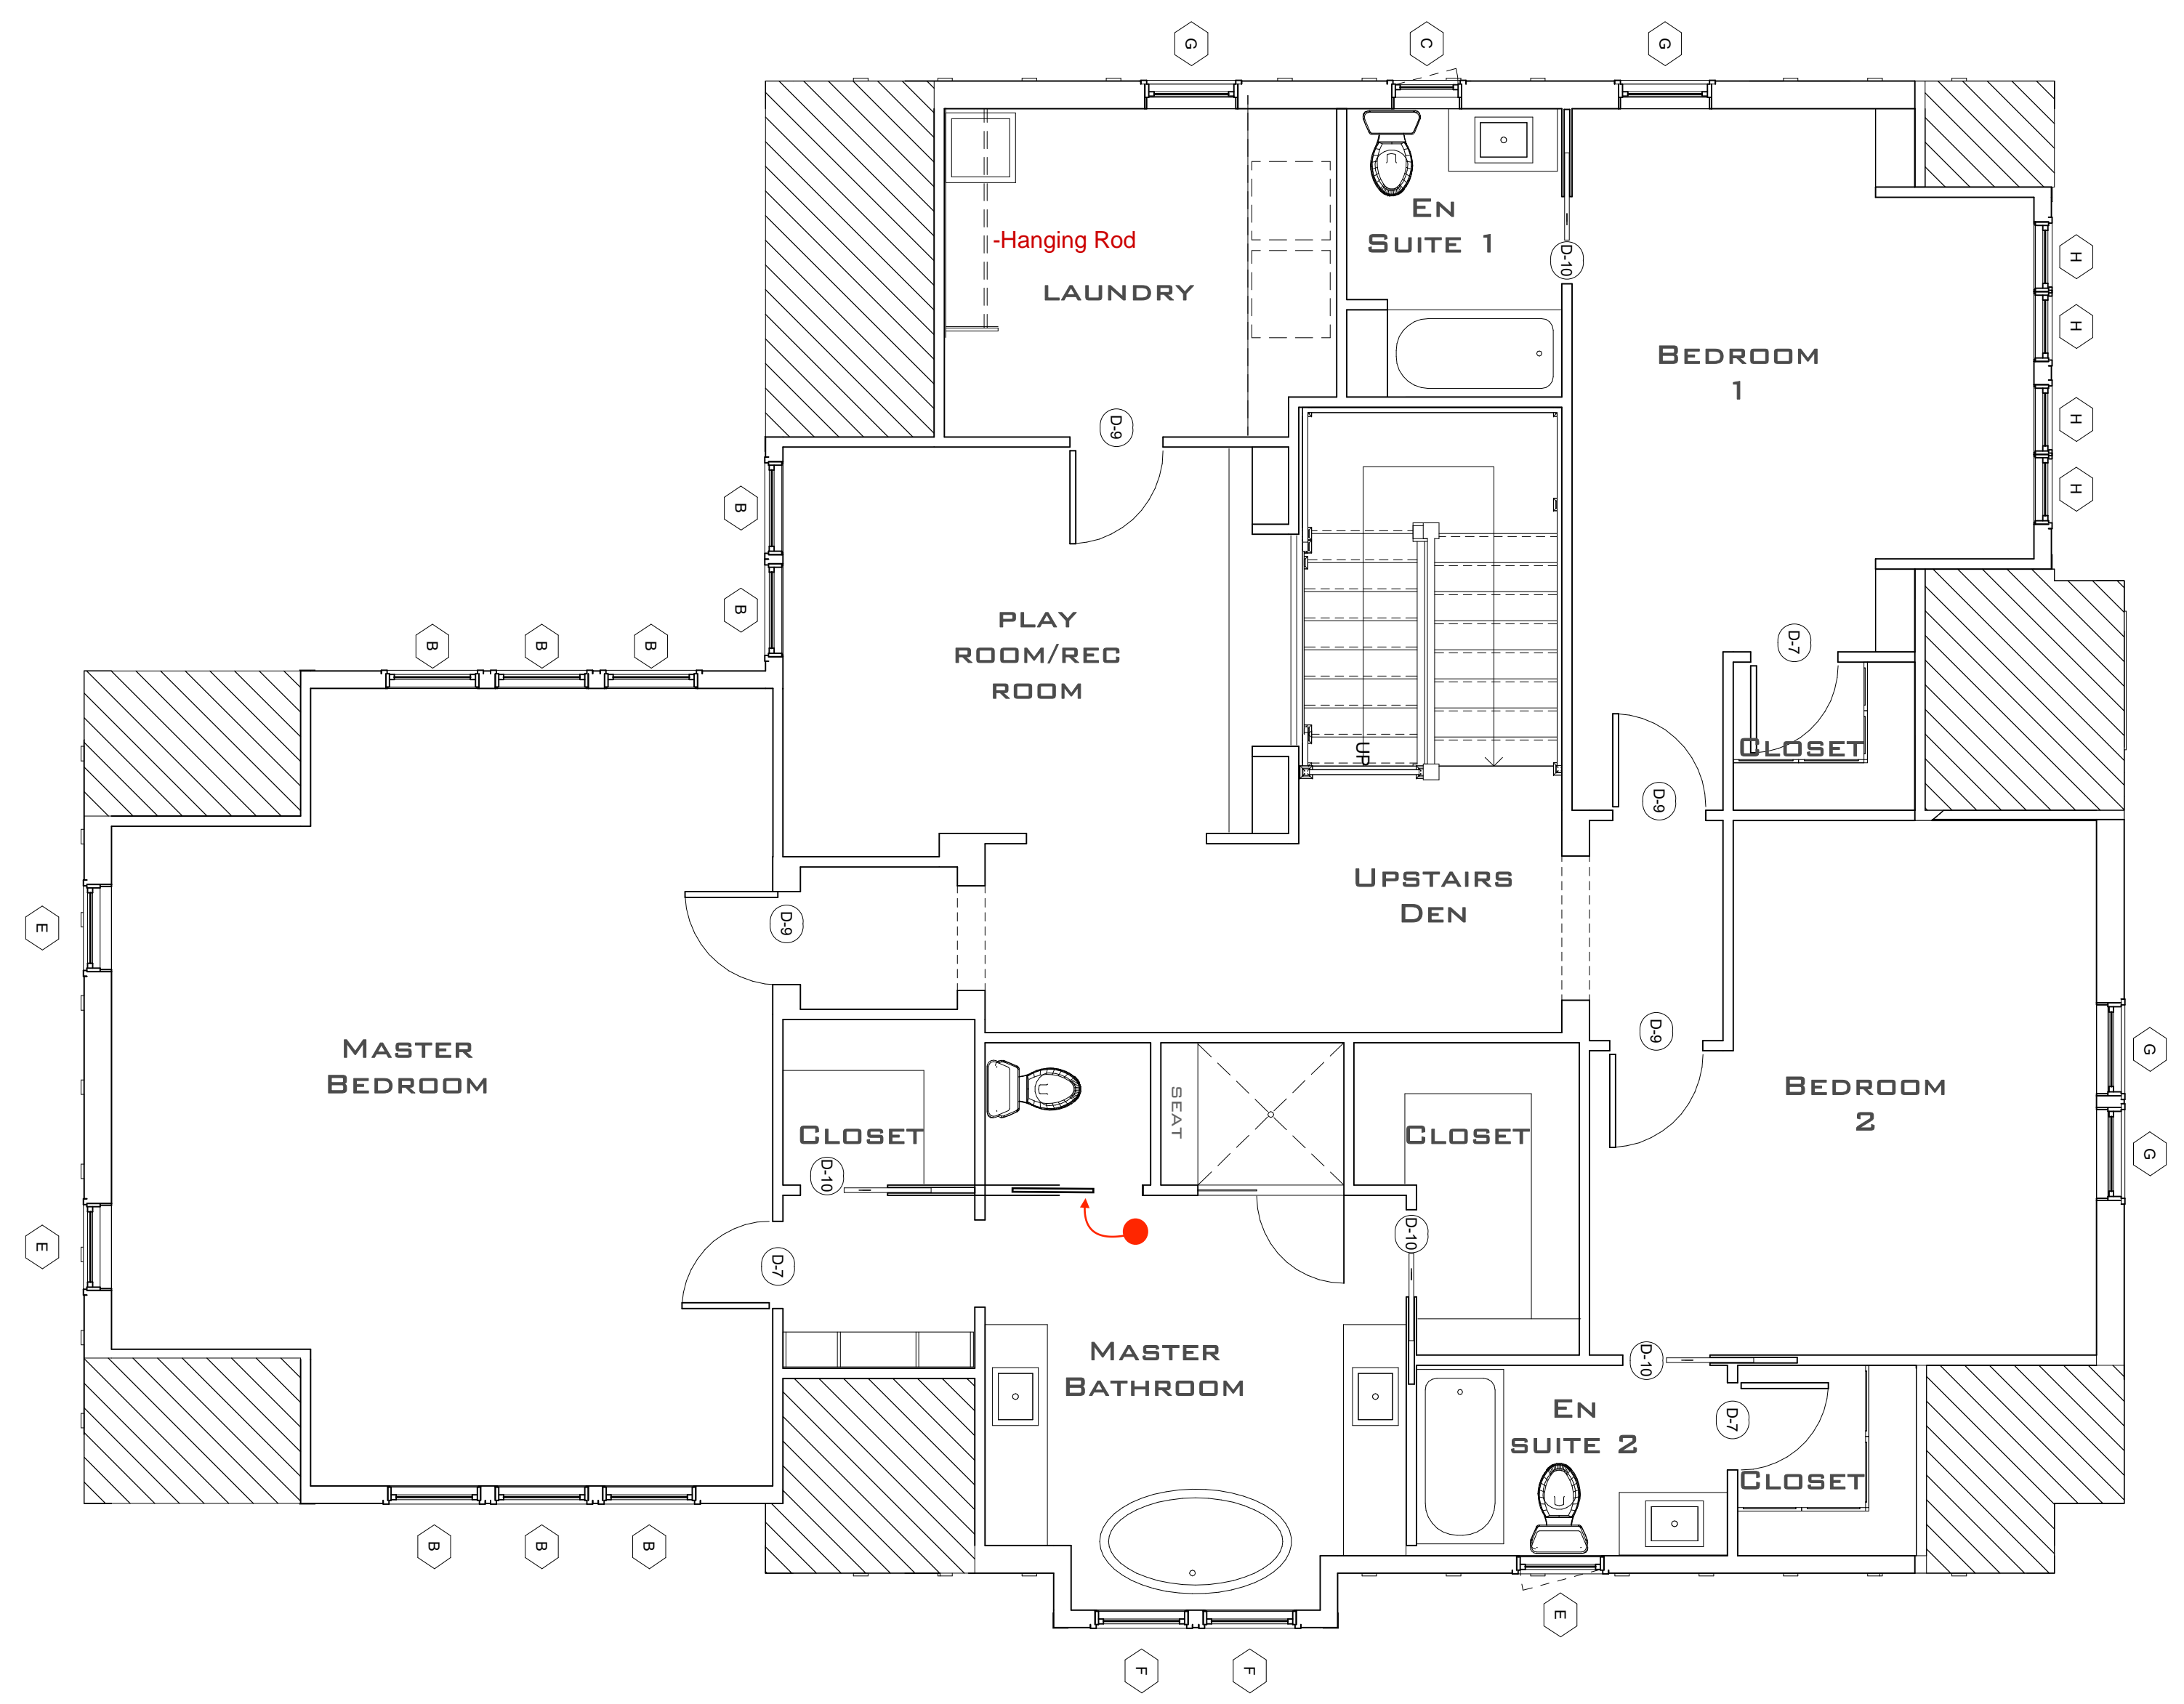 G
C
G
En
Suite 1
-Hanging Rod
D-10
H
LAUNDRY
H
Bedroom
1
H
D-9
H
B
B
PLAY
ROOM/REC
ROOM
B
B
B
D-7
UP
Closet
D-9
Upstairs
Den
E
D-9
D-9
Master
Bedroom
G
Bedroom
2
SEAT
Closet
Closet
G
D-10
D-10
E
D-7
Master
Bathroom
D-10
En
suite 2
D-7
Closet
B
B
B
E
F
F